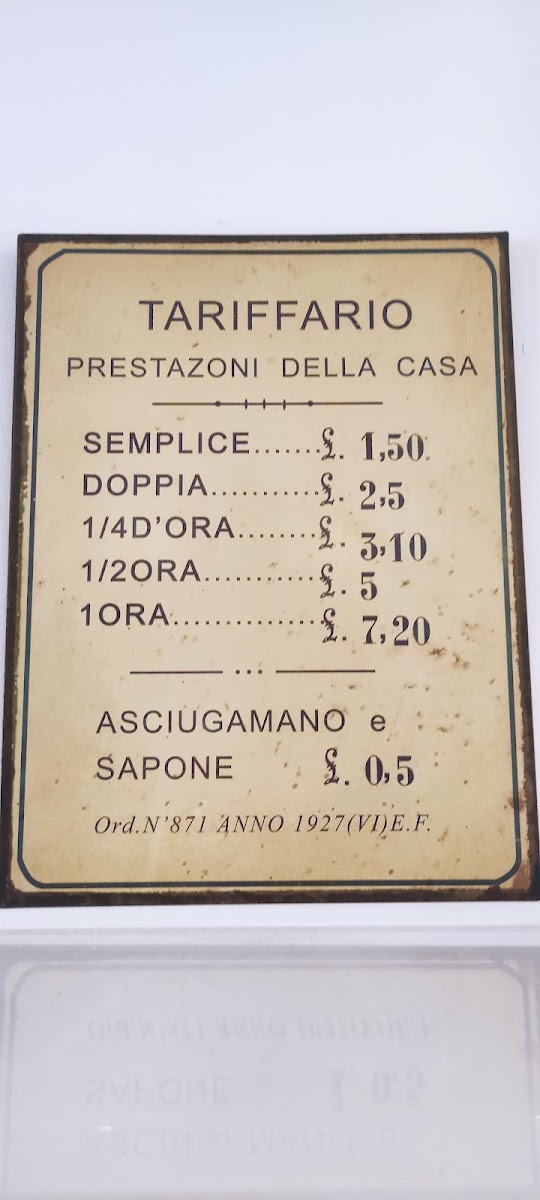 TARIFFARIO
PRESTAZONI DELLA CASA
SEMPLICE.......£. 1,50.
DOPPIA...........£. 2,5
1/4D'ORA........£. 3,10
1/2ORA...........£. 5
1ORA...............£. 7,20
ASCIUGAMANO e
SAPONE £. 0,5
Ord.N'871 ANNO 1927(VI)E.F.